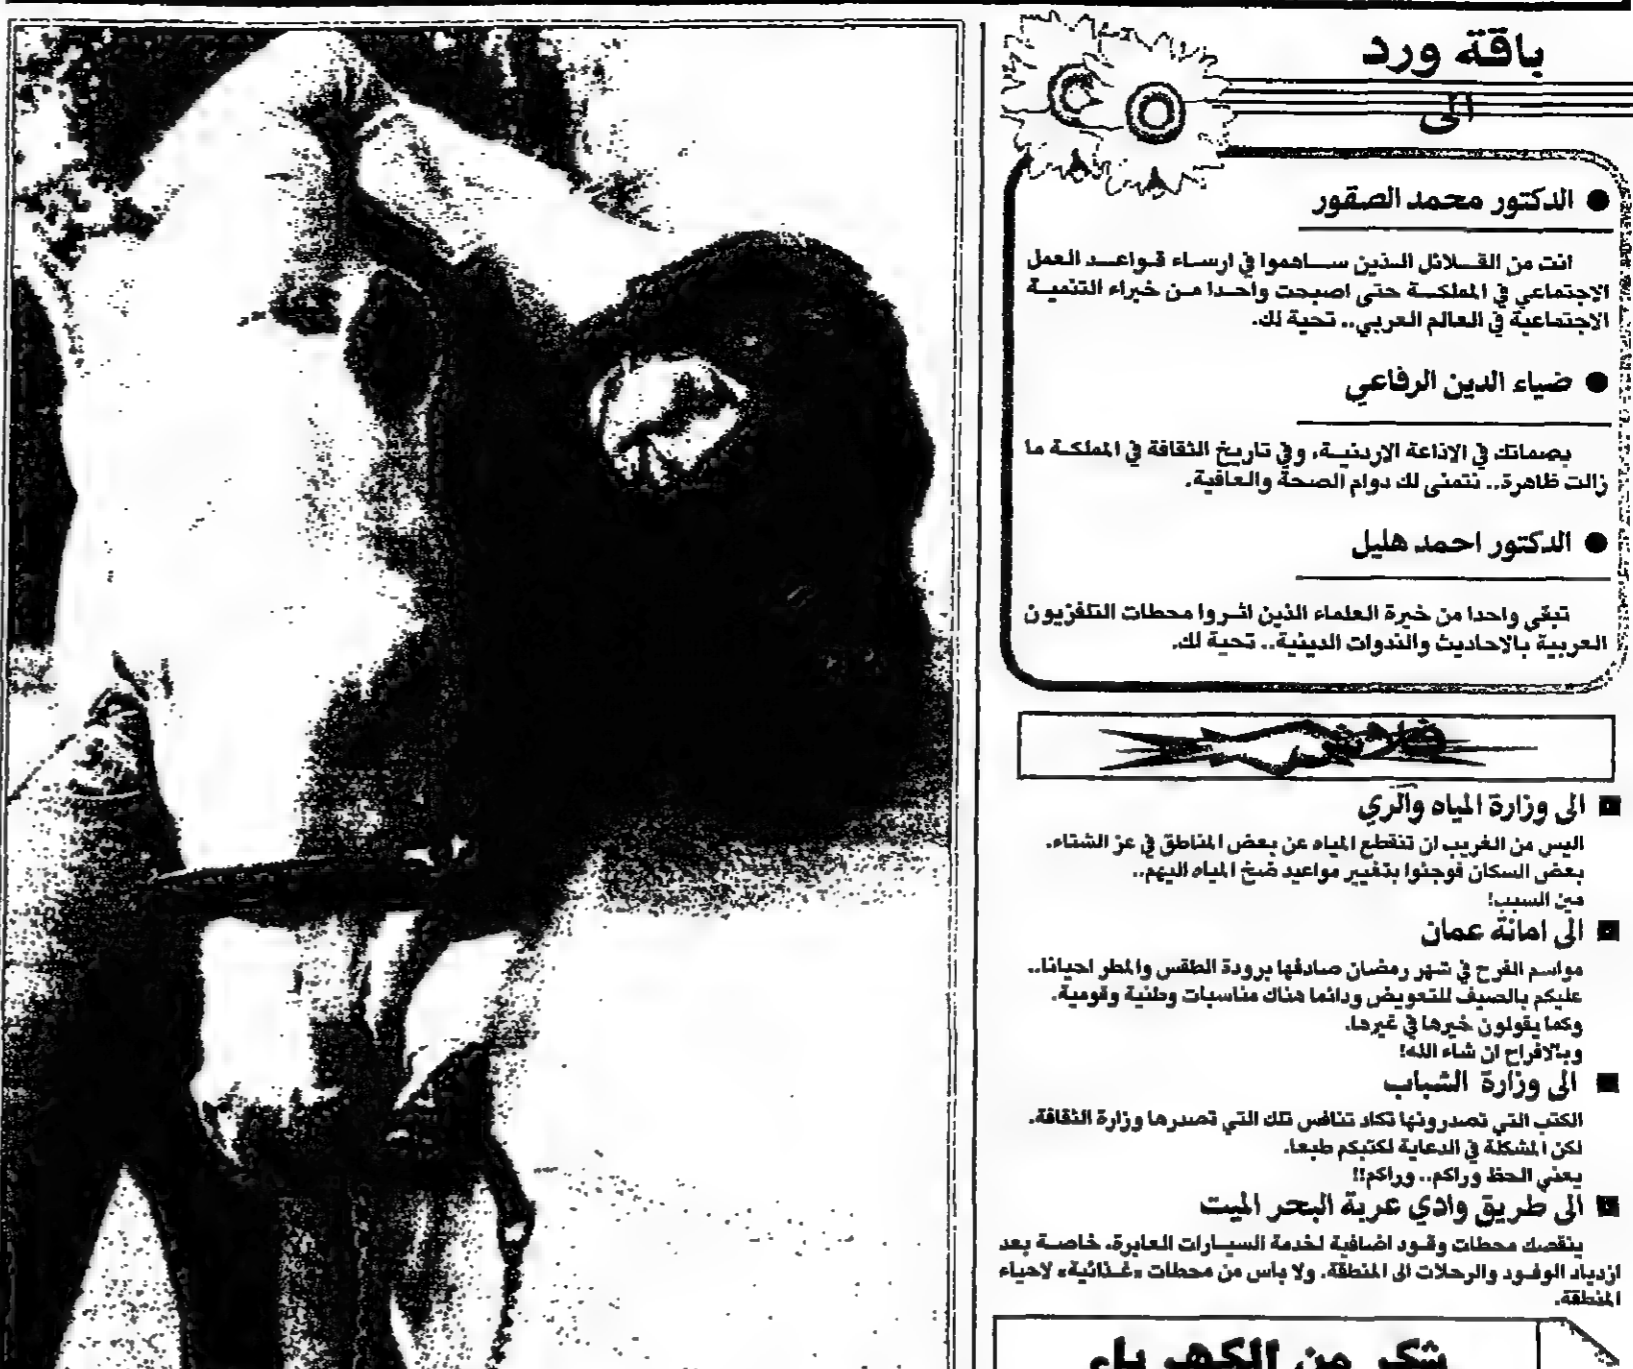 باقة ورد
الى
● الدكتور محمد الصقور
انت من القلائل الذين ساهموا في ارساء قواعد العمل
الاجتماعي في المملكة حتى اصبحت واحدا من خبراء التنمية
الاجتماعية في العالم العربي.. تحية لك.
● ضياء الدين الرفاعي
بصماتك في الاذاعة الاردنية، وفي تاريخ الثقافة في المملكة ما
زالت ظاهرة.. نتمنى لك دوام الصحة والعافية.
● الدكتور احمد هليل
تبقى واحدا من خيرة العلماء الذين اثروا محطات التلفزيون
العربية بالاحاديث والندوات الدينية.. تحية لك.
فلاش
الى وزارة المياه والري
اليس من الغريب ان تنقطع المياه عن بعض المناطق في عز الشتاء.
بعض السكان فوجئوا بتغيير مواعيد ضخ المياه اليهم..
مين السبب!
الى امانة عمان
مواسم الفرح في شهر رمضان صادفها برودة الطقس والمطر احيانا..
عليكم بالصيف للتعويض ودائما هناك مناسبات وطنية وقومية.
وكما يقولون خيرها في غيرها.
وبالافراح ان شاء الله!
الى وزارة الشباب
الكتب التي تصدرونها تكاد تنافس تلك التي تصدرها وزارة الثقافة.
لكن المشكلة في الدعاية لكتبكم طبعا.
يعني الحظ وراكم.. وراكم!!
الى طريق وادي عربة البحر الميت
ينقصك محطات وقود اضافية لخدمة السيارات العابرة، خاصة بعد
ازدياد الوفود والرحلات الى المنطقة. ولا باس من محطات «غذائية» لاحياء
المنطقة.
شكر من الكهرباء